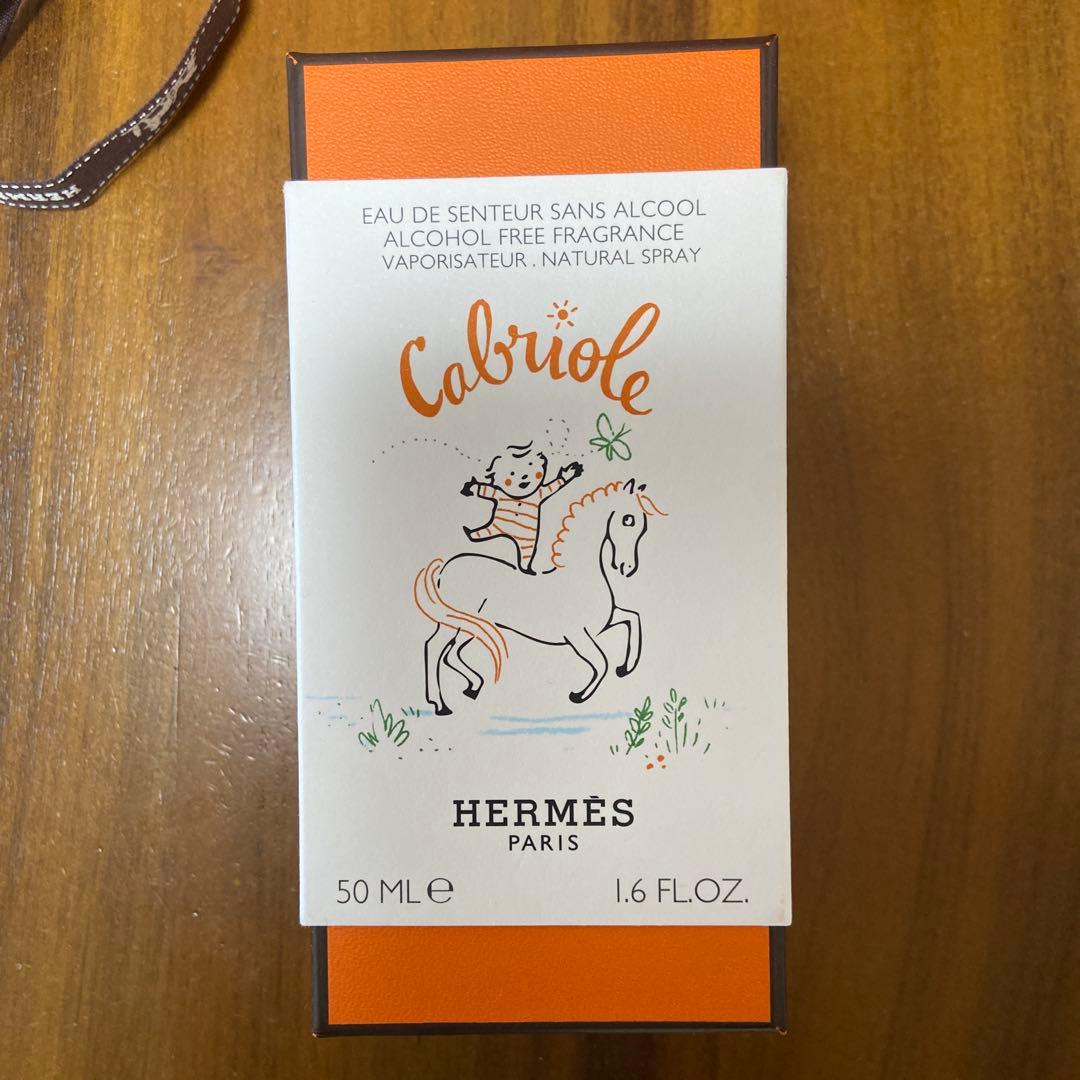 EAU DE SENTEUR SANS ALCOOL
ALCOHOL FREE FRAGRANCE
VAPORISATEUR . NATURAL SPRAY
Cabriole
HERMÈS
PARIS
50 ML ℮
1.6 FL.OZ.